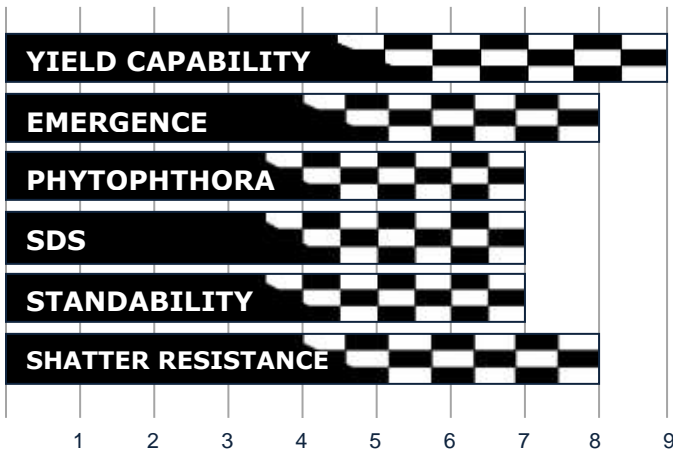 YIELD CAPABILITY
EMERGENCE
PHYTOPHTHORA
SDS
STANDABILITY
SHATTER RESISTANCE
1 2 3 4 5 6 7 8 9